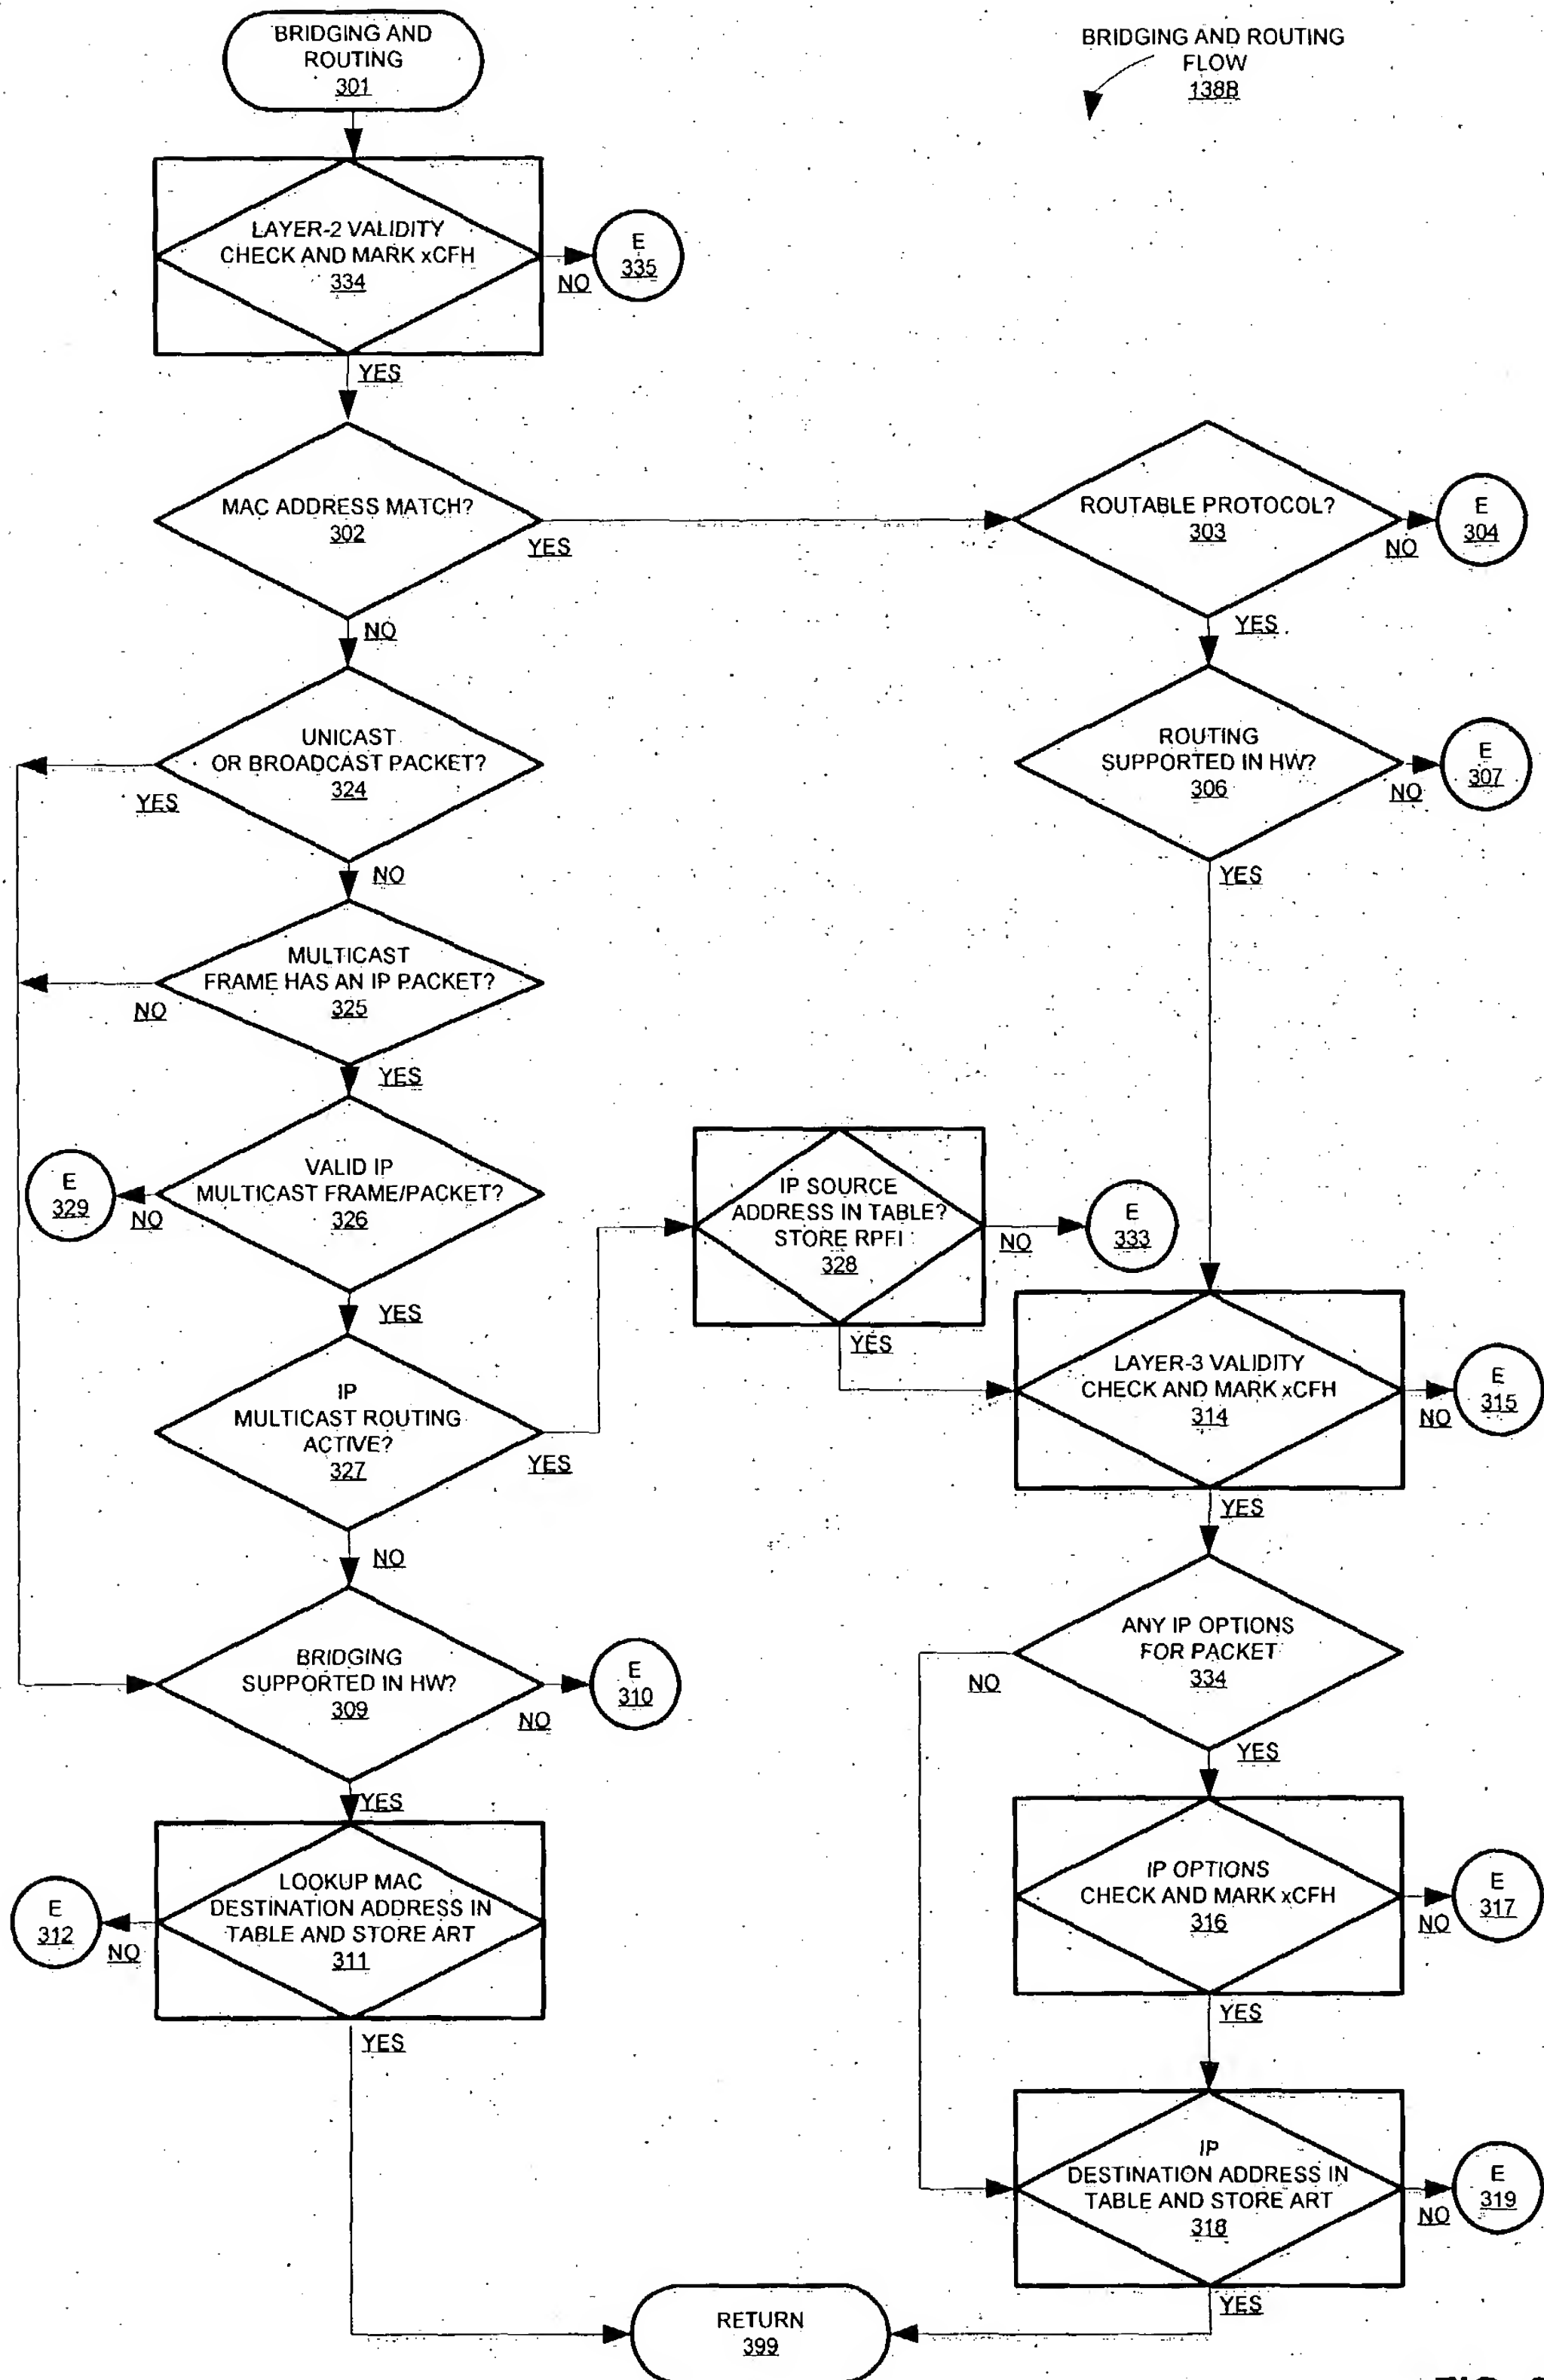 BRIDGING AND
ROUTING
301
BRIDGING AND ROUTING
FLOW
138B
LAYER-2 VALIDITY
CHECK AND MARK xCFH
334
NO
E
335
YES
MAC ADDRESS MATCH?
302
YES
ROUTABLE PROTOCOL?
303
NO
E
304
NO
YES
UNICAST
OR BROADCAST PACKET?
324
YES
ROUTING
SUPPORTED IN HW?
306
NO
E
307
NO
YES
MULTICAST
FRAME HAS AN IP PACKET?
325
NO
YES
VALID IP
MULTICAST FRAME/PACKET?
326
E
329
NO
IP SOURCE
ADDRESS IN TABLE?
STORE RPFI
328
NO
E
333
YES
YES
IP
MULTICAST ROUTING
ACTIVE?
327
YES
LAYER-3 VALIDITY
CHECK AND MARK xCFH
314
NO
E
315
YES
NO
BRIDGING
SUPPORTED IN HW?
309
NO
E
310
ANY IP OPTIONS
FOR PACKET
334
NO
YES
YES
LOOKUP MAC
DESTINATION ADDRESS IN
TABLE AND STORE ART
311
E
312
NO
IP OPTIONS
CHECK AND MARK xCFH
316
NO
E
317
YES
YES
IP
DESTINATION ADDRESS IN
TABLE AND STORE ART
318
NO
E
319
YES
RETURN
399